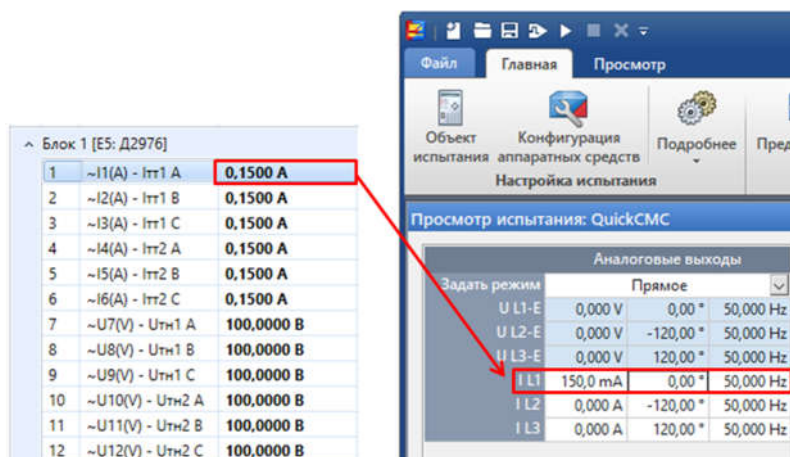 Файл Главная Просмотр
Объект испытания
Конфигурация аппаратных средств
Подробнее
Настройка испытания
Блок 1 [E5: Д2976]
1 ~I1(A) - Iтт1 A 0,1500 А
2 ~I2(A) - Iтт1 B 0,1500 А
3 ~I3(A) - Iтт1 C 0,1500 А
4 ~I4(A) - Iтт2 A 0,1500 А
5 ~I5(A) - Iтт2 B 0,1500 А
6 ~I6(A) - Iтт2 C 0,1500 А
7 ~U7(V) - Uтн1 A 100,0000 В
8 ~U8(V) - Uтн1 B 100,0000 В
9 ~U9(V) - Uтн1 C 100,0000 В
10 ~U10(V) - Uтн2 A 100,0000 В
11 ~U11(V) - Uтн2 B 100,0000 В
12 ~U12(V) - Uтн2 C 100,0000 В
Просмотр испытания: QuickCMC
Аналоговые выходы
Задать режим Прямое
U L1-E 0,000 V 0,00 ° 50,000 Hz
U L2-E 0,000 V -120,00 ° 50,000 Hz
U L3-E 0,000 V 120,00 ° 50,000 Hz
I L1 150,0 mA 0,00 ° 50,000 Hz
I L2 0,000 A -120,00 ° 50,000 Hz
I L3 0,000 A 120,00 ° 50,000 Hz